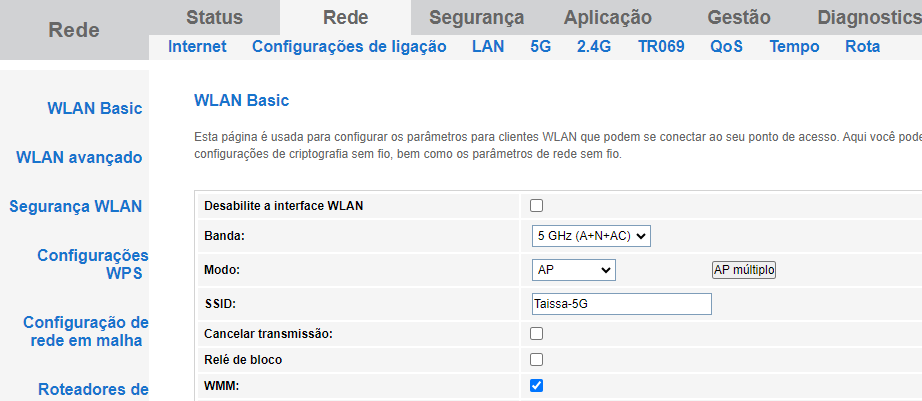 Rede
Status Rede Segurança Aplicação Gestão Diagnostics
Internet Configurações de ligação LAN 5G 2.4G TR069 QoS Tempo Rota
WLAN Basic
WLAN avançado
Segurança WLAN
Configurações
WPS
Configuração de
rede em malha
Roteadores de
WLAN Basic
Esta página é usada para configurar os parâmetros para clientes WLAN que podem se conectar ao seu ponto de acesso. Aqui você pode
configurações de criptografia sem fio, bem como os parâmetros de rede sem fio.
Desabilite a interface WLAN
Banda: 5 GHz (A+N+AC)
Modo: AP AP múltiplo
SSID: Taissa-5G
Cancelar transmissão:
Relé de bloco
WMM: